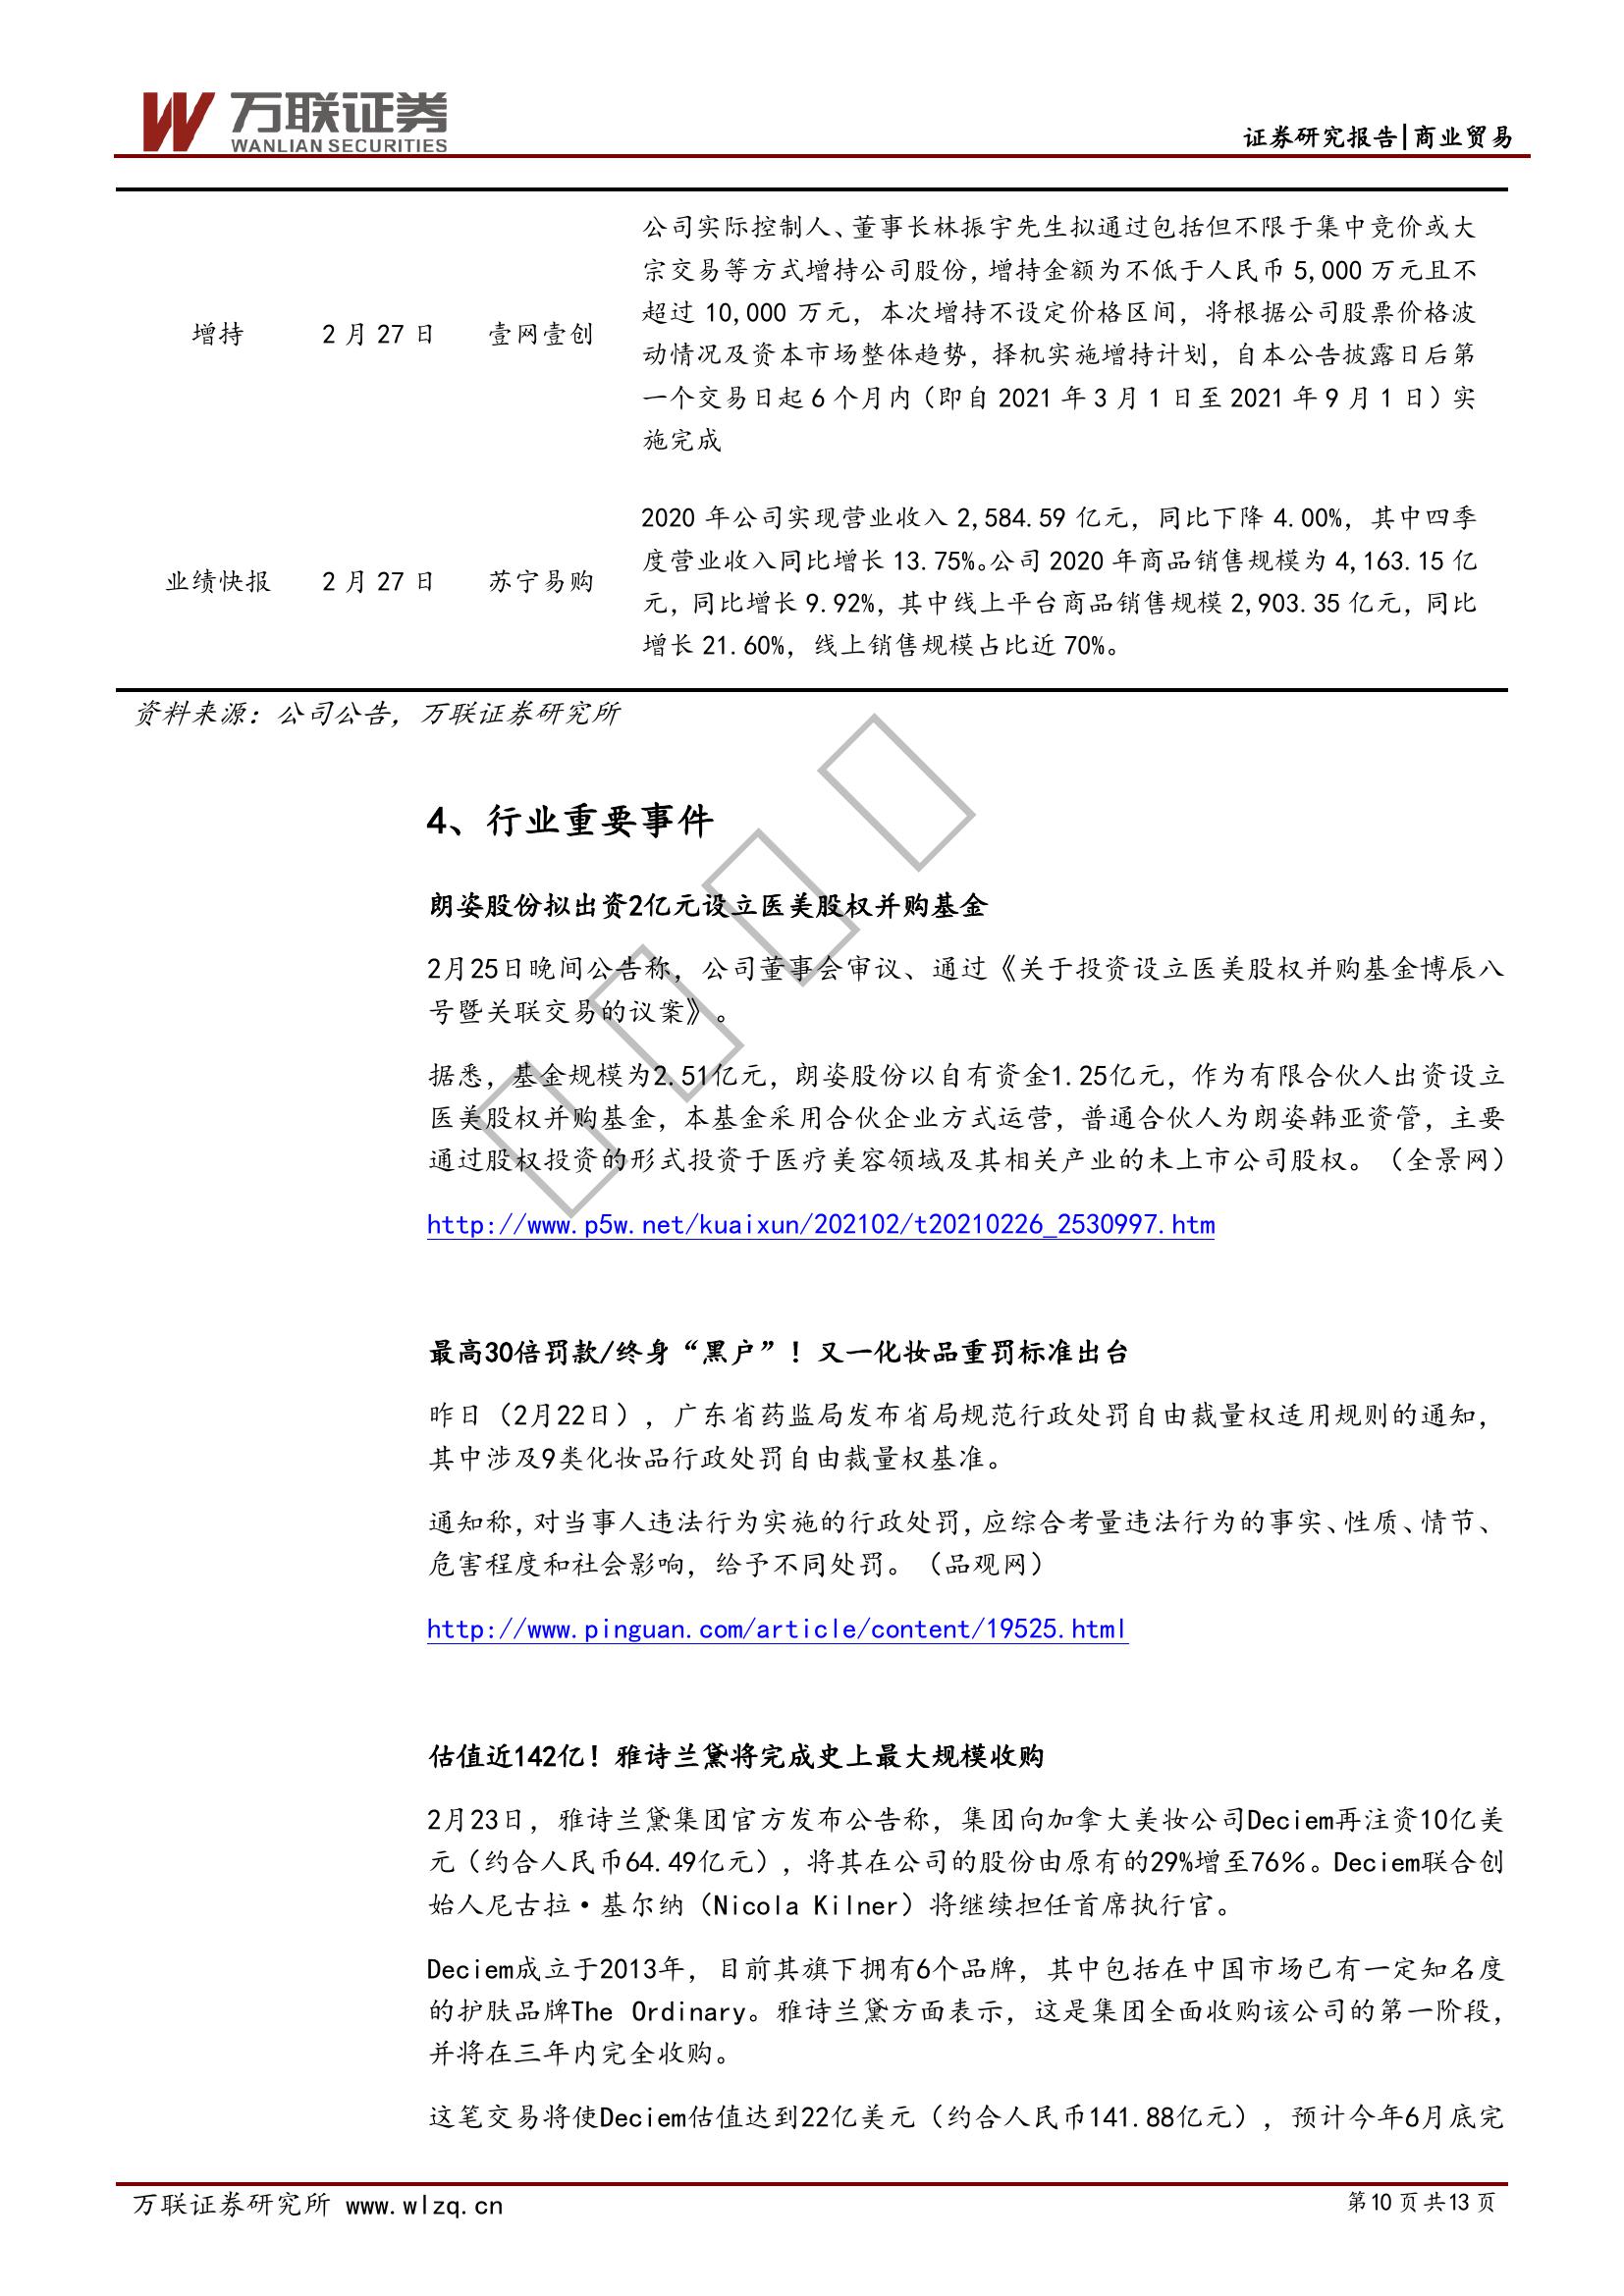 万联证券
WANLIAN SECURITIES
证券研究报告|商业贸易
公司实际控制人、董事长林振宇先生拟通过包括但不限于集中竞价或大
宗交易等方式增持公司股份，增持金额为不低于人民币 5,000 万元且不
超过 10,000 万元，本次增持不设定价格区间，将根据公司股票价格波
增持 2 月 27 日 壹网壹创
动情况及资本市场整体趋势，择机实施增持计划，自本公告披露日后第
一个交易日起 6 个月内（即自 2021 年 3 月 1 日至 2021 年 9 月 1 日）实
施完成
2020 年公司实现营业收入 2,584.59 亿元，同比下降 4.00%，其中四季
度营业收入同比增长 13.75%。公司 2020 年商品销售规模为 4,163.15 亿
业绩快报 2 月 27 日 苏宁易购
元，同比增长 9.92%，其中线上平台商品销售规模 2,903.35 亿元，同比
增长 21.60%，线上销售规模占比近 70%。
资料来源：公司公告，万联证券研究所
4、行业重要事件
朗姿股份拟出资2亿元设立医美股权并购基金
2月25日晚间公告称，公司董事会审议、通过《关于投资设立医美股权并购基金博辰八
号暨关联交易的议案》。
据悉，基金规模为2.51亿元，朗姿股份以自有资金1.25亿元，作为有限合伙人出资设立
医美股权并购基金，本基金采用合伙企业方式运营，普通合伙人为朗姿韩亚资管，主要
通过股权投资的形式投资于医疗美容领域及其相关产业的未上市公司股权。（全景网）
http://www.p5w.net/kuaixun/202102/t20210226_2530997.htm
最高30倍罚款/终身“黑户”！又一化妆品重罚标准出台
昨日（2月22日），广东省药监局发布省局规范行政处罚自由裁量权适用规则的通知，
其中涉及9类化妆品行政处罚自由裁量权基准。
通知称，对当事人违法行为实施的行政处罚，应综合考量违法行为的事实、性质、情节、
危害程度和社会影响，给予不同处罚。（品观网）
http://www.pinguan.com/article/content/19525.html
估值近142亿！雅诗兰黛将完成史上最大规模收购
2月23日，雅诗兰黛集团官方发布公告称，集团向加拿大美妆公司Deciem再注资10亿美
元（约合人民币64.49亿元），将其在公司的股份由原有的29%增至76%。Deciem联合创
始人尼古拉·基尔纳（Nicola Kilner）将继续担任首席执行官。
Deciem成立于2013年，目前其旗下拥有6个品牌，其中包括在中国市场已有一定知名度
的护肤品牌The Ordinary。雅诗兰黛方面表示，这是集团全面收购该公司的第一阶段，
并将在三年内完全收购。
这笔交易将使Deciem估值达到22亿美元（约合人民币141.88亿元），预计今年6月底完
万联证券研究所 www.wlzq.cn
第 10 页 共 13 页